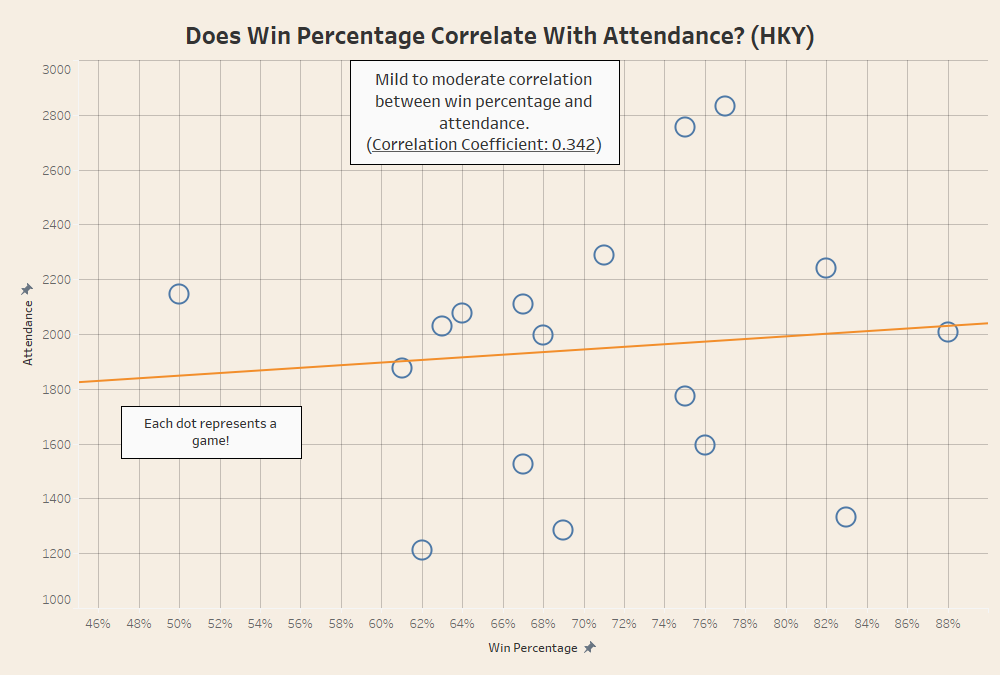 Does Win Percentage Correlate With Attendance? (HKY)
Mild to moderate correlation
between win percentage and
attendance.
(Correlation Coefficient: 0.342)
3000
2800
2600
2400
2200
2000
1800
1600
1400
1200
1000
Attendance
Each dot represents a
game!
46% 48% 50% 52% 54% 56% 58% 60% 62% 64% 66% 68% 70% 72% 74% 76% 78% 80% 82% 84% 86% 88%
Win Percentage